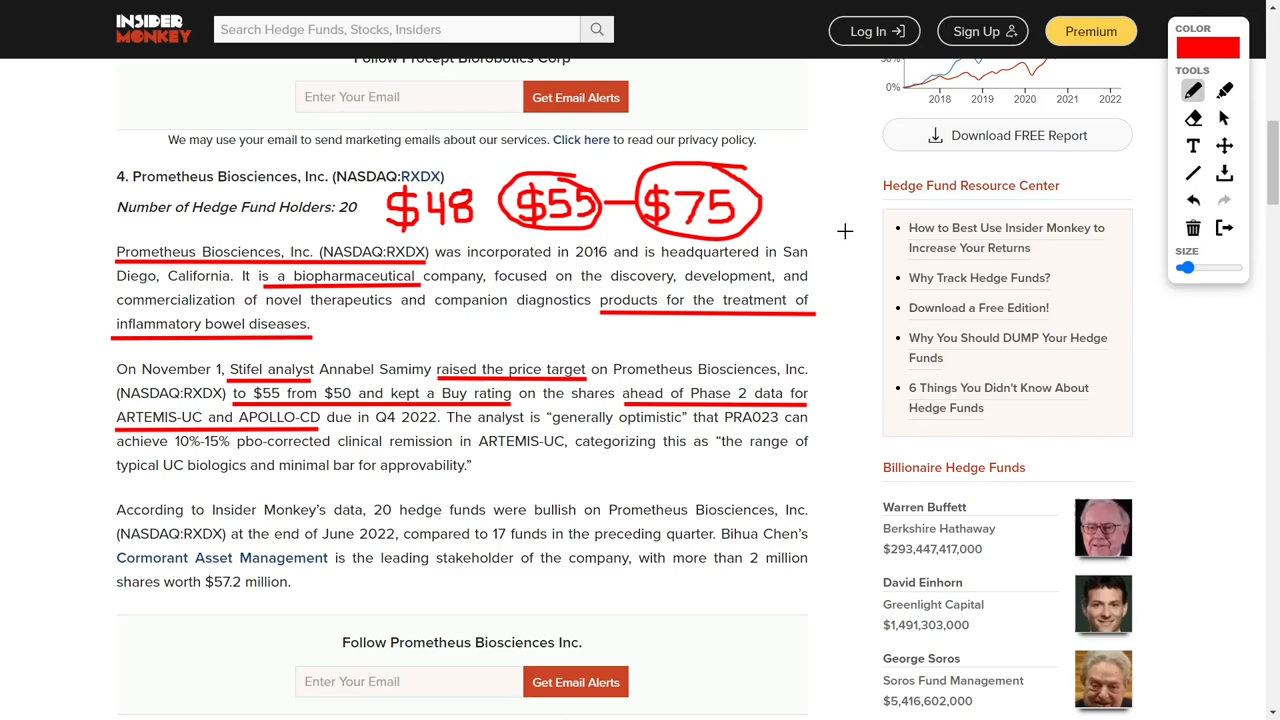 INSIDER
MONKEY
Search Hedge Funds, Stocks, Insiders
Log In
Sign Up
Premium
Follow Procept Biorobotics Corp
Enter Your Email
Get Email Alerts
We may use your email to send marketing emails about our services. Click here to read our privacy policy.
4. Prometheus Biosciences, Inc. (NASDAQ:RXDX)
Number of Hedge Fund Holders: 20
$48 $55 — $75
Prometheus Biosciences, Inc. (NASDAQ:RXDX) was incorporated in 2016 and is headquartered in San
Diego, California. It is a biopharmaceutical company, focused on the discovery, development, and
commercialization of novel therapeutics and companion diagnostics products for the treatment of
inflammatory bowel diseases.
On November 1, Stifel analyst Annabel Samimy raised the price target on Prometheus Biosciences, Inc.
(NASDAQ:RXDX) to $55 from $50 and kept a Buy rating on the shares ahead of Phase 2 data for
ARTEMIS-UC and APOLLO-CD due in Q4 2022. The analyst is “generally optimistic” that PRA023 can
achieve 10%-15% pbo-corrected clinical remission in ARTEMIS-UC, categorizing this as “the range of
typical UC biologics and minimal bar for approvability.”
According to Insider Monkey’s data, 20 hedge funds were bullish on Prometheus Biosciences, Inc.
(NASDAQ:RXDX) at the end of June 2022, compared to 17 funds in the preceding quarter. Bihua Chen’s
Cormorant Asset Management is the leading stakeholder of the company, with more than 2 million
shares worth $57.2 million.
Follow Prometheus Biosciences Inc.
Enter Your Email
Get Email Alerts
50%
0%
2018 2019 2020 2021 2022
Download FREE Report
Hedge Fund Resource Center
How to Best Use Insider Monkey to
Increase Your Returns
Why Track Hedge Funds?
Download a Free Edition!
Why You Should DUMP Your Hedge
Funds
6 Things You Didn't Know About
Hedge Funds
Billionaire Hedge Funds
Warren Buffett
Berkshire Hathaway
$293,447,417,000
David Einhorn
Greenlight Capital
$1,491,303,000
George Soros
Soros Fund Management
$5,416,602,000
COLOR
TOOLS
T
SIZE